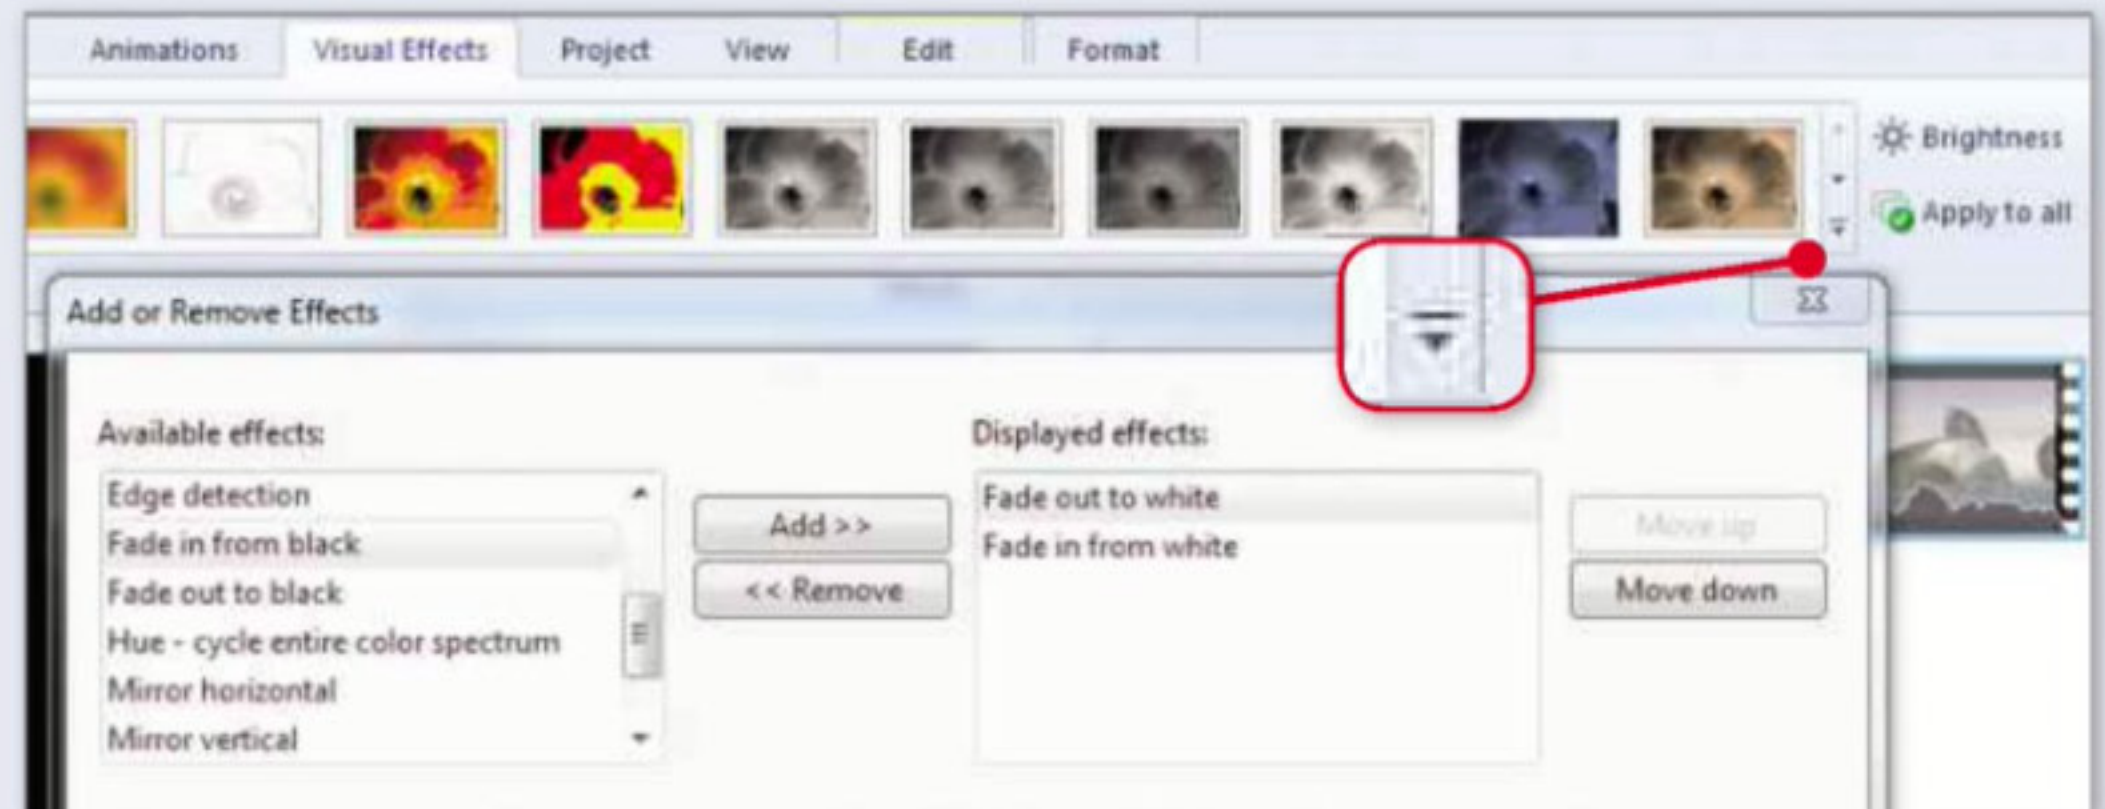 Animations Visual Effects Project View Edit Format
Brightness
Apply to all
Add or Remove Effects
Available effects:
Edge detection
Fade in from black
Fade out to black
Hue - cycle entire color spectrum
Mirror horizontal
Mirror vertical
Add >>
<< Remove
Displayed effects:
Fade out to white
Fade in from white
Move up
Move down